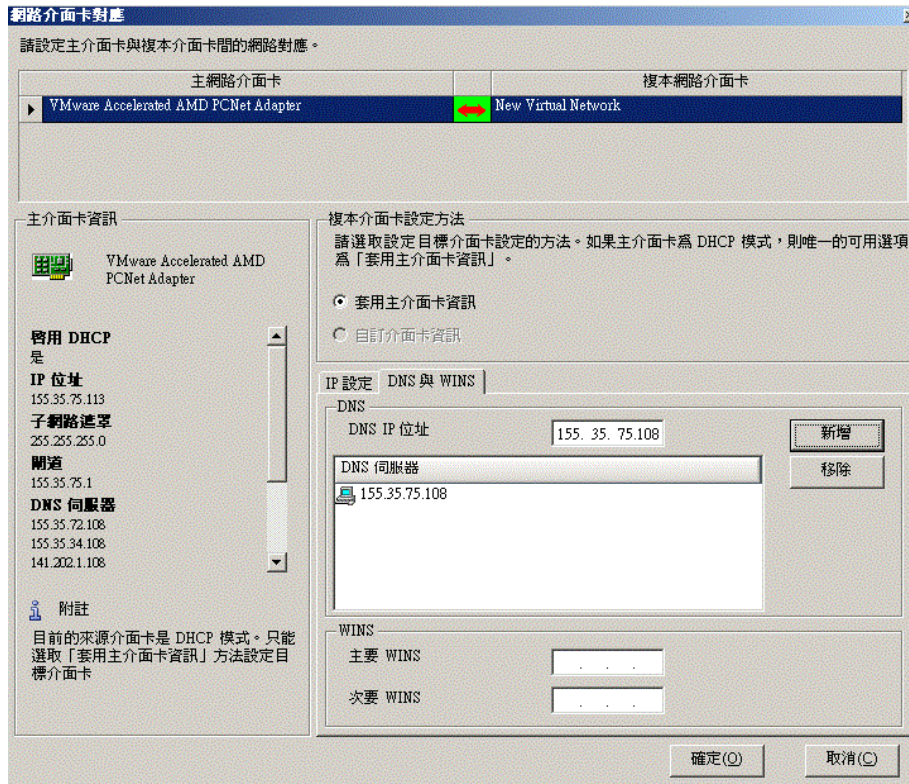 網路介面卡對應
請設定主介面卡與複本介面卡間的網路對應。
主網路介面卡 複本網路介面卡
VMware Accelerated AMD PCNet Adapter New Virtual Network
主介面卡資訊
VMware Accelerated AMD
PCNet Adapter
啟用 DHCP
是
IP 位址
155.35.75.113
子網路遮罩
255.255.255.0
閘道
155.35.75.1
DNS 伺服器
155.35.72.108
155.35.34.108
141.202.1.108
附註
目前的來源介面卡是 DHCP 模式。只能
選取「套用主介面卡資訊」方法設定目
標介面卡
複本介面卡設定方法
請選取設定目標介面卡設定的方法。如果主介面卡為 DHCP 模式，則唯一的可用選項
為「套用主介面卡資訊」。
套用主介面卡資訊
自訂介面卡資訊
IP 設定 DNS 與 WINS
DNS
DNS IP 位址 155. 35. 75.108 新增
DNS 伺服器 移除
155.35.75.108
WINS
主要 WINS . . .
次要 WINS . . .
確定(O) 取消(C)